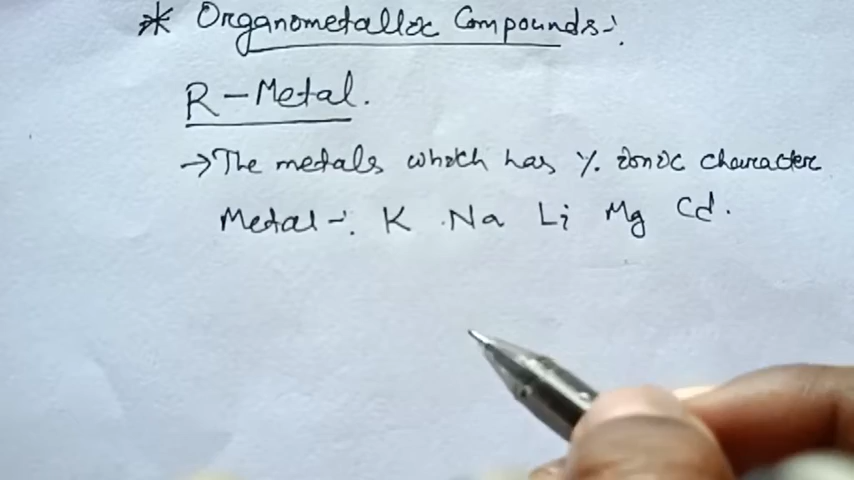 * Organometallic Compounds:-
R-Metal.
→ The metals which has % ionic character
Metal-: K Na Li Mg Cd.